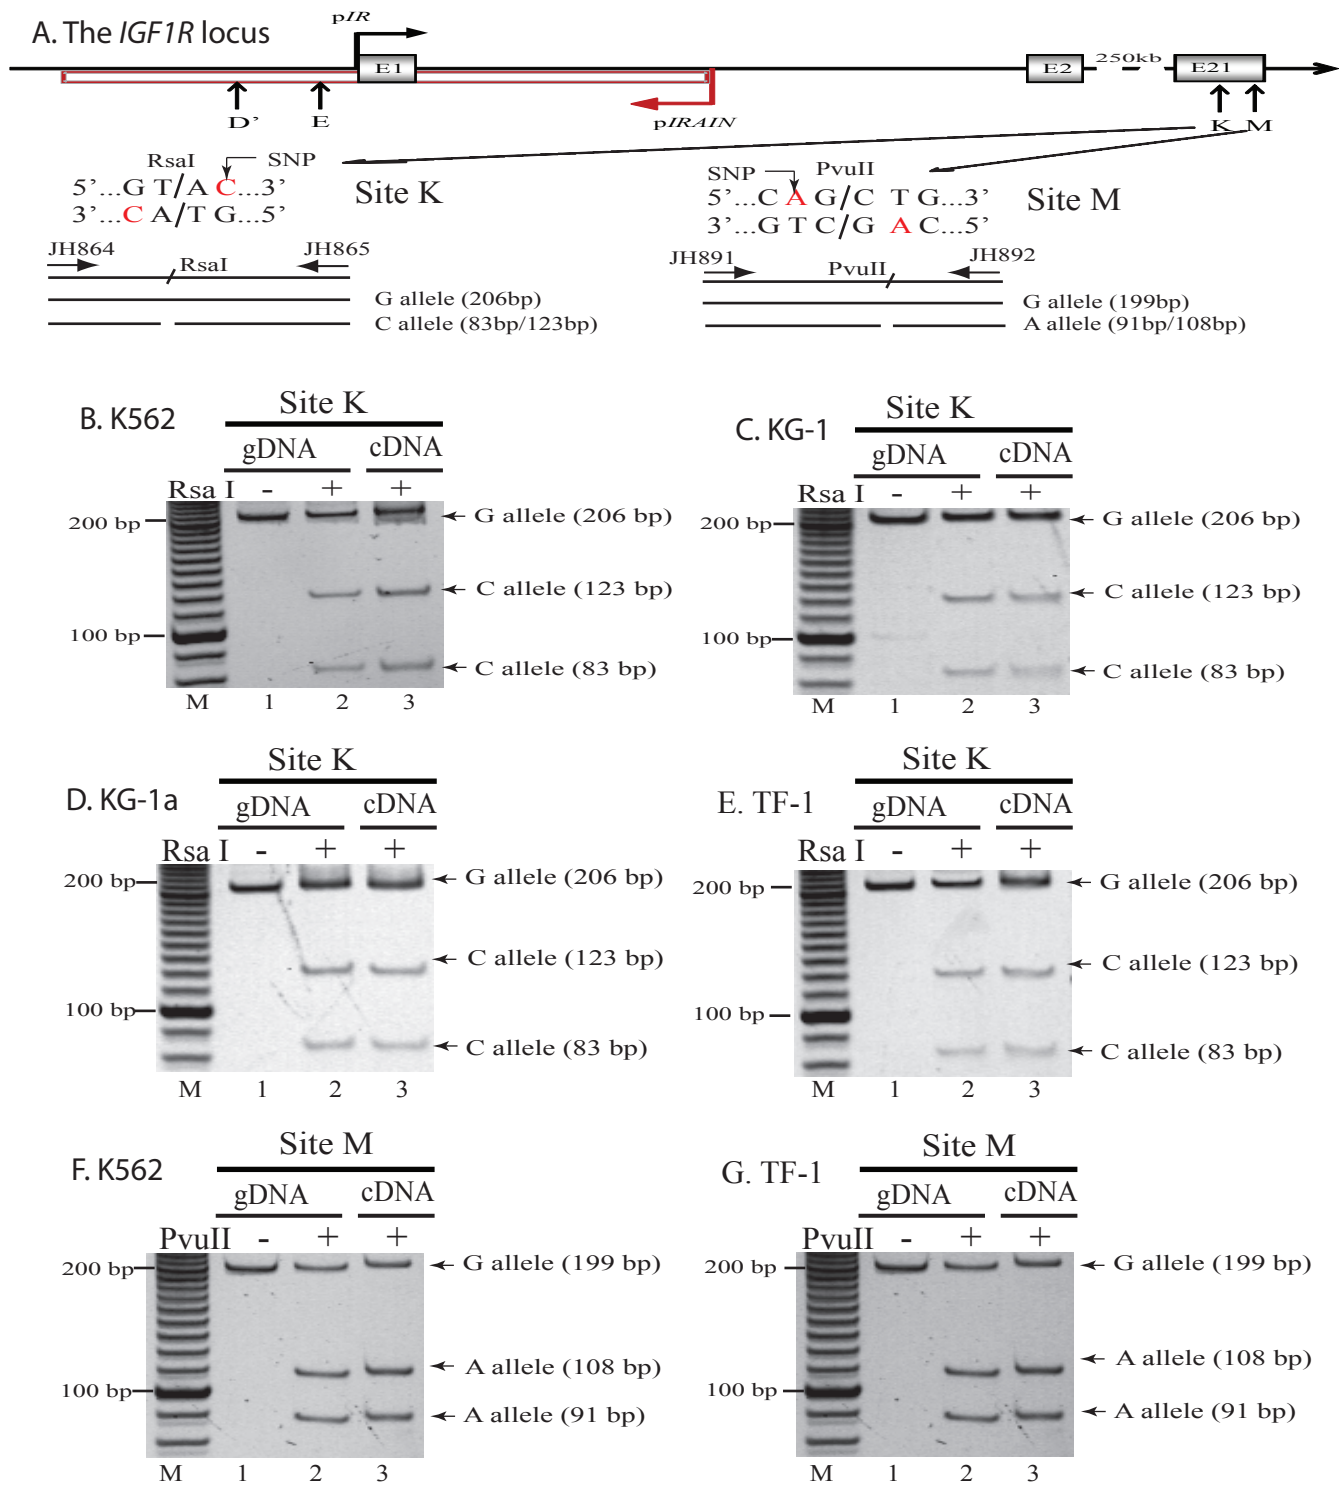 A. The IGF1R locus
pIR
E1
E2
250kb
E21
D’
E
pIRAIN
K
M
RsaI
SNP
5’...G T/A C...3’
3’...C A/T G...5’
Site K
SNP
PvuII
5’...C A G/C T G...3’
3’...G T C/G A C...5’
Site M
JH864
RsaI
JH865
G allele (206bp)
C allele (83bp/123bp)
JH891
PvuII
JH892
G allele (199bp)
A allele (91bp/108bp)
B. K562
Site K
gDNA
cDNA
Rsa I - + +
200 bp
100 bp
G allele (206 bp)
C allele (123 bp)
C allele (83 bp)
M 1 2 3
C. KG-1
Site K
gDNA
cDNA
Rsa I - + +
200 bp
100 bp
G allele (206 bp)
C allele (123 bp)
C allele (83 bp)
M 1 2 3
D. KG-1a
Site K
gDNA
cDNA
Rsa I - + +
200 bp
100 bp
G allele (206 bp)
C allele (123 bp)
C allele (83 bp)
M 1 2 3
E. TF-1
Site K
gDNA
cDNA
Rsa I - + +
200 bp
100 bp
G allele (206 bp)
C allele (123 bp)
C allele (83 bp)
M 1 2 3
F. K562
Site M
gDNA
cDNA
PvuII - + +
200 bp
100 bp
G allele (199 bp)
A allele (108 bp)
A allele (91 bp)
M 1 2 3
G. TF-1
Site M
gDNA
cDNA
PvuII - + +
200 bp
100 bp
G allele (199 bp)
A allele (108 bp)
A allele (91 bp)
M 1 2 3